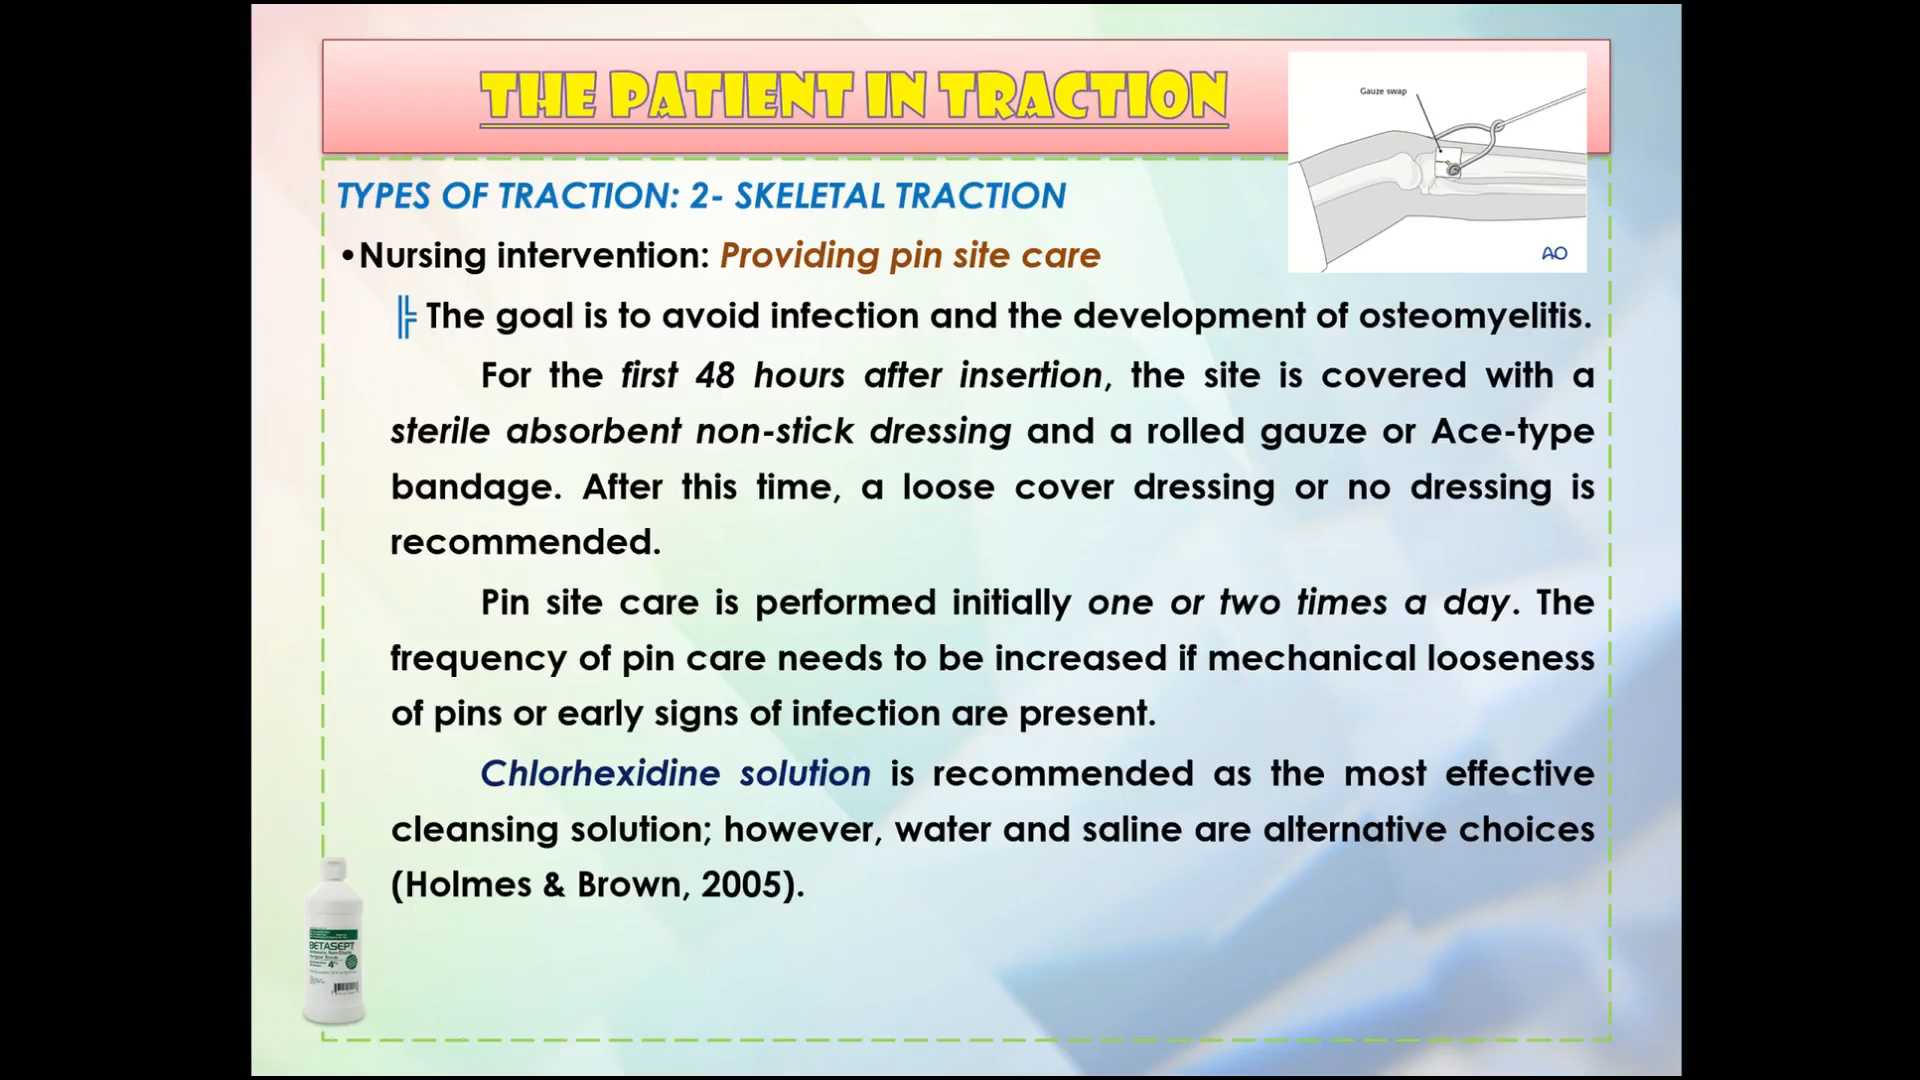 THE PATIENT IN TRACTION
Gauze swap
AO
TYPES OF TRACTION: 2- SKELETAL TRACTION
•Nursing intervention: Providing pin site care
The goal is to avoid infection and the development of osteomyelitis.
For the first 48 hours after insertion, the site is covered with a
sterile absorbent non-stick dressing and a rolled gauze or Ace-type
bandage. After this time, a loose cover dressing or no dressing is
recommended.
Pin site care is performed initially one or two times a day. The
frequency of pin care needs to be increased if mechanical looseness
of pins or early signs of infection are present.
Chlorhexidine solution is recommended as the most effective
cleansing solution; however, water and saline are alternative choices
(Holmes & Brown, 2005).
BETASEPT
4%